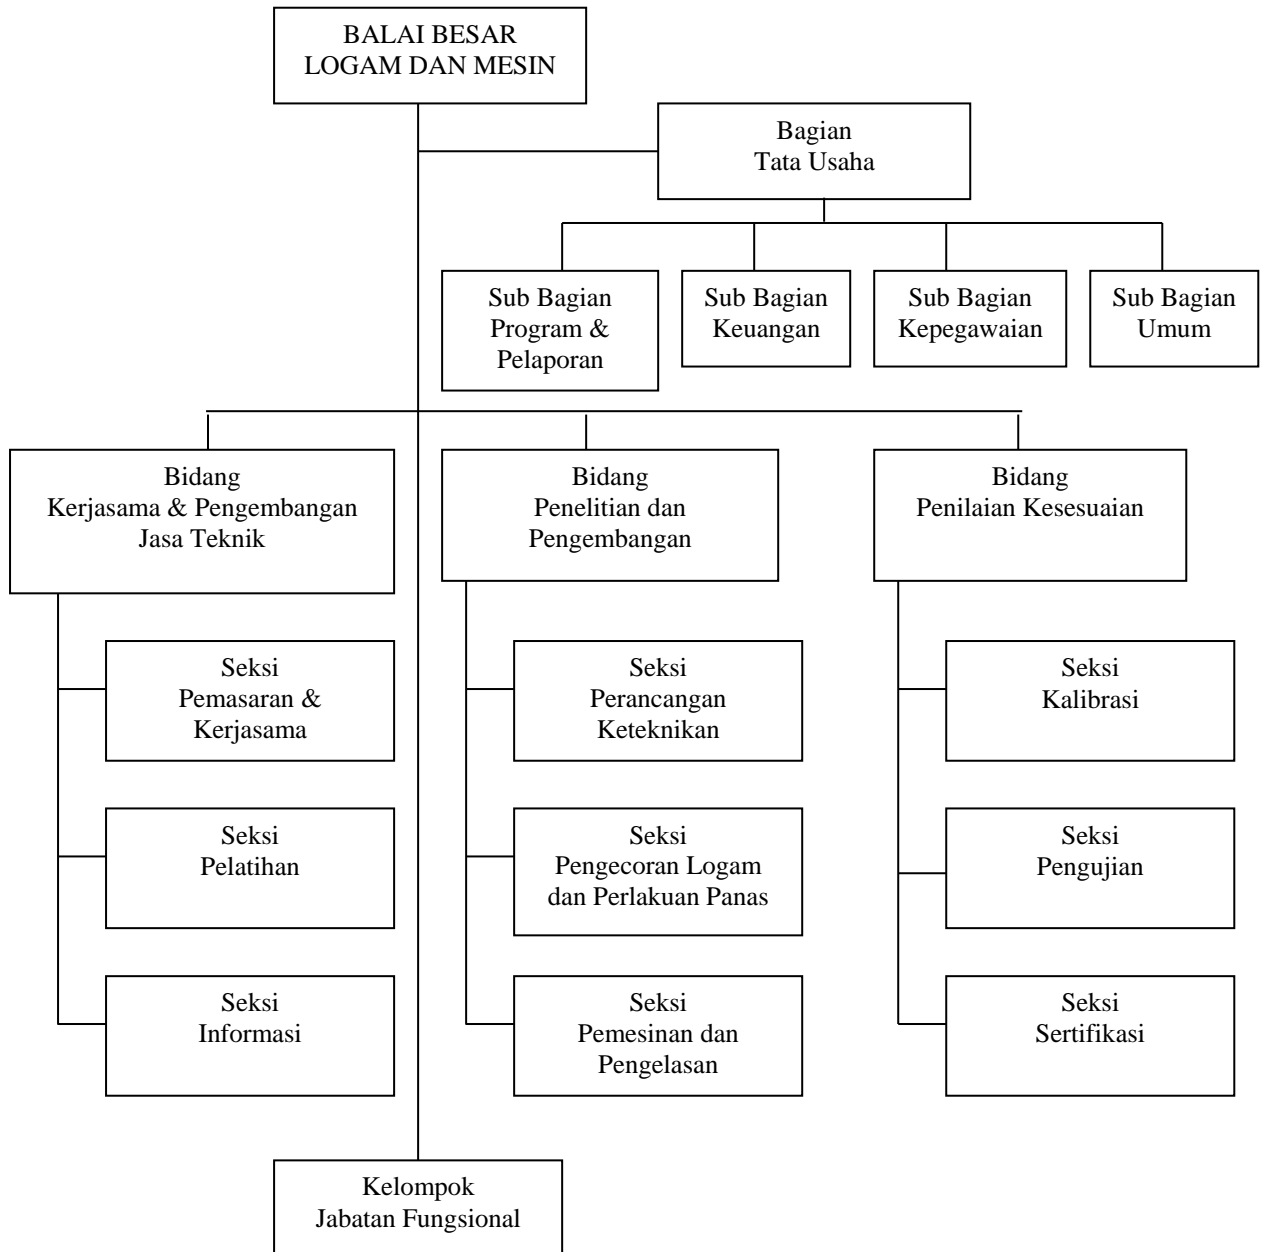 BALAI BESAR
LOGAM DAN MESIN
Bagian
Tata Usaha
Sub Bagian
Program &
Pelaporan
Sub Bagian
Keuangan
Sub Bagian
Kepegawaian
Sub Bagian
Umum
Bidang
Kerjasama & Pengembangan
Jasa Teknik
Bidang
Penelitian dan
Pengembangan
Bidang
Penilaian Kesesuaian
Seksi
Pemasaran &
Kerjasama
Seksi
Perancangan
Keteknikan
Seksi
Kalibrasi
Seksi
Pelatihan
Seksi
Pengecoran Logam
dan Perlakuan Panas
Seksi
Pengujian
Seksi
Informasi
Seksi
Pemesinan dan
Pengelasan
Seksi
Sertifikasi
Kelompok
Jabatan Fungsional